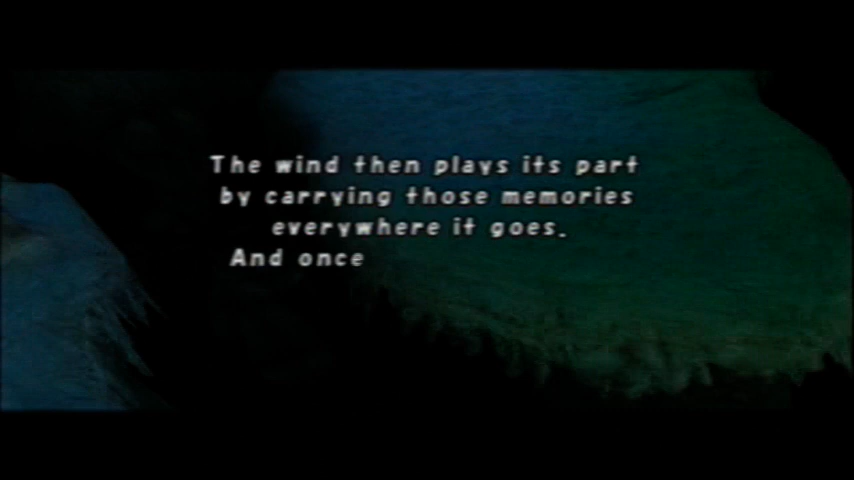 The wind then plays its part
by carrying those memories
everywhere it goes.
And once